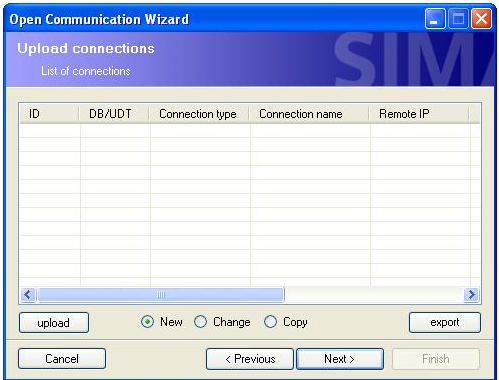 Open Communication Wizard
Upload connections
List of connections
SIMA
ID DB/UDT Connection type Connection name Remote IP
upload New Change Copy export
Cancel < Previous Next > Finish